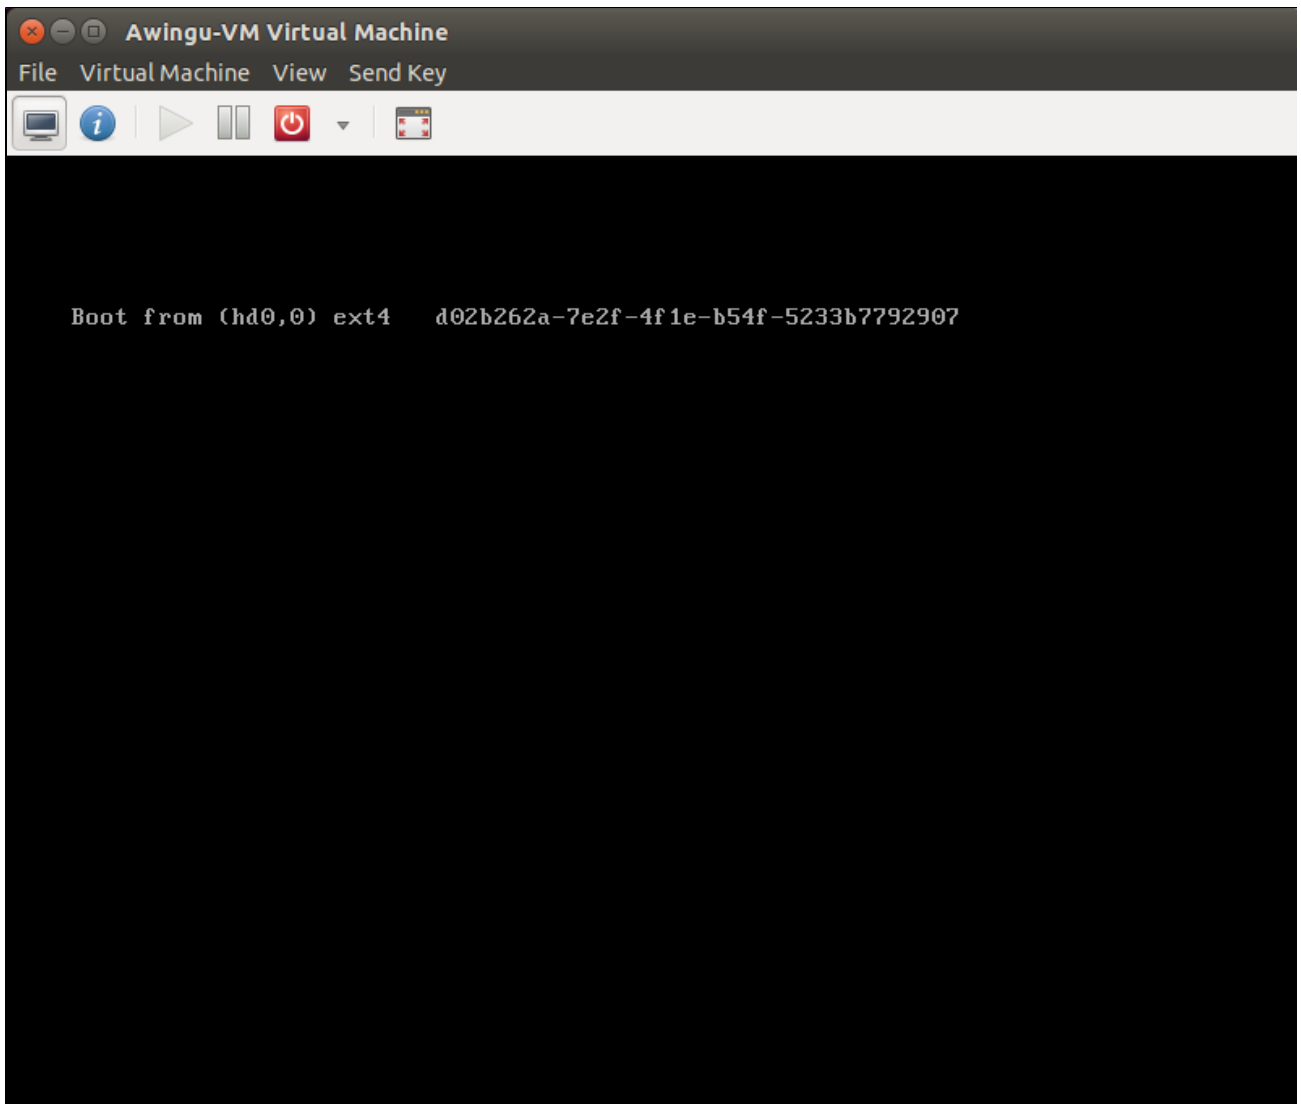 Awingu-VM Virtual Machine
File Virtual Machine View Send Key
Boot from (hd0,0) ext4 d02b262a-7e2f-4f1e-b54f-5233b7792907